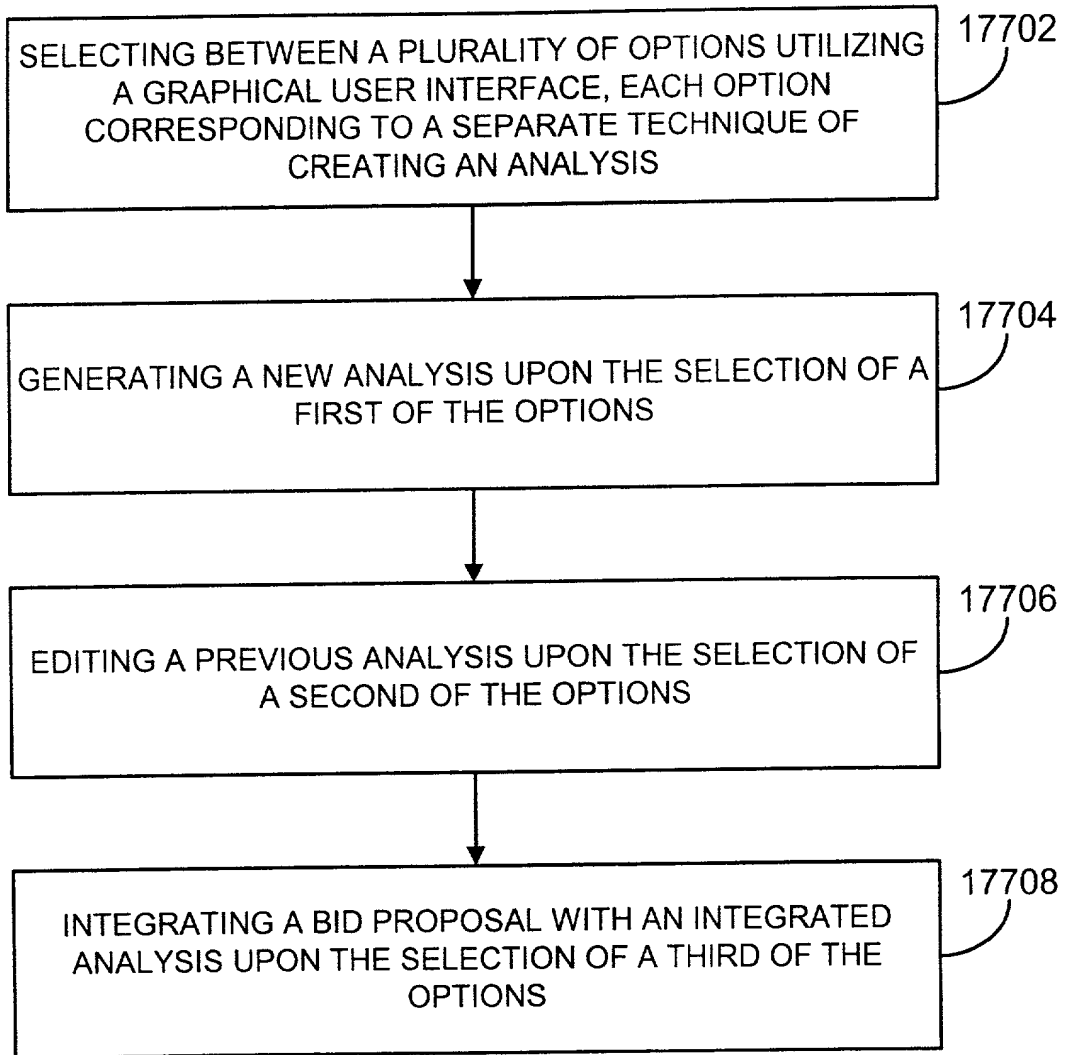 SELECTING BETWEEN A PLURALITY OF OPTIONS UTILIZING
A GRAPHICAL USER INTERFACE, EACH OPTION
CORRESPONDING TO A SEPARATE TECHNIQUE OF
CREATING AN ANALYSIS
17702
GENERATING A NEW ANALYSIS UPON THE SELECTION OF A
FIRST OF THE OPTIONS
17704
EDITING A PREVIOUS ANALYSIS UPON THE SELECTION OF
A SECOND OF THE OPTIONS
17706
INTEGRATING A BID PROPOSAL WITH AN INTEGRATED
ANALYSIS UPON THE SELECTION OF A THIRD OF THE
OPTIONS
17708